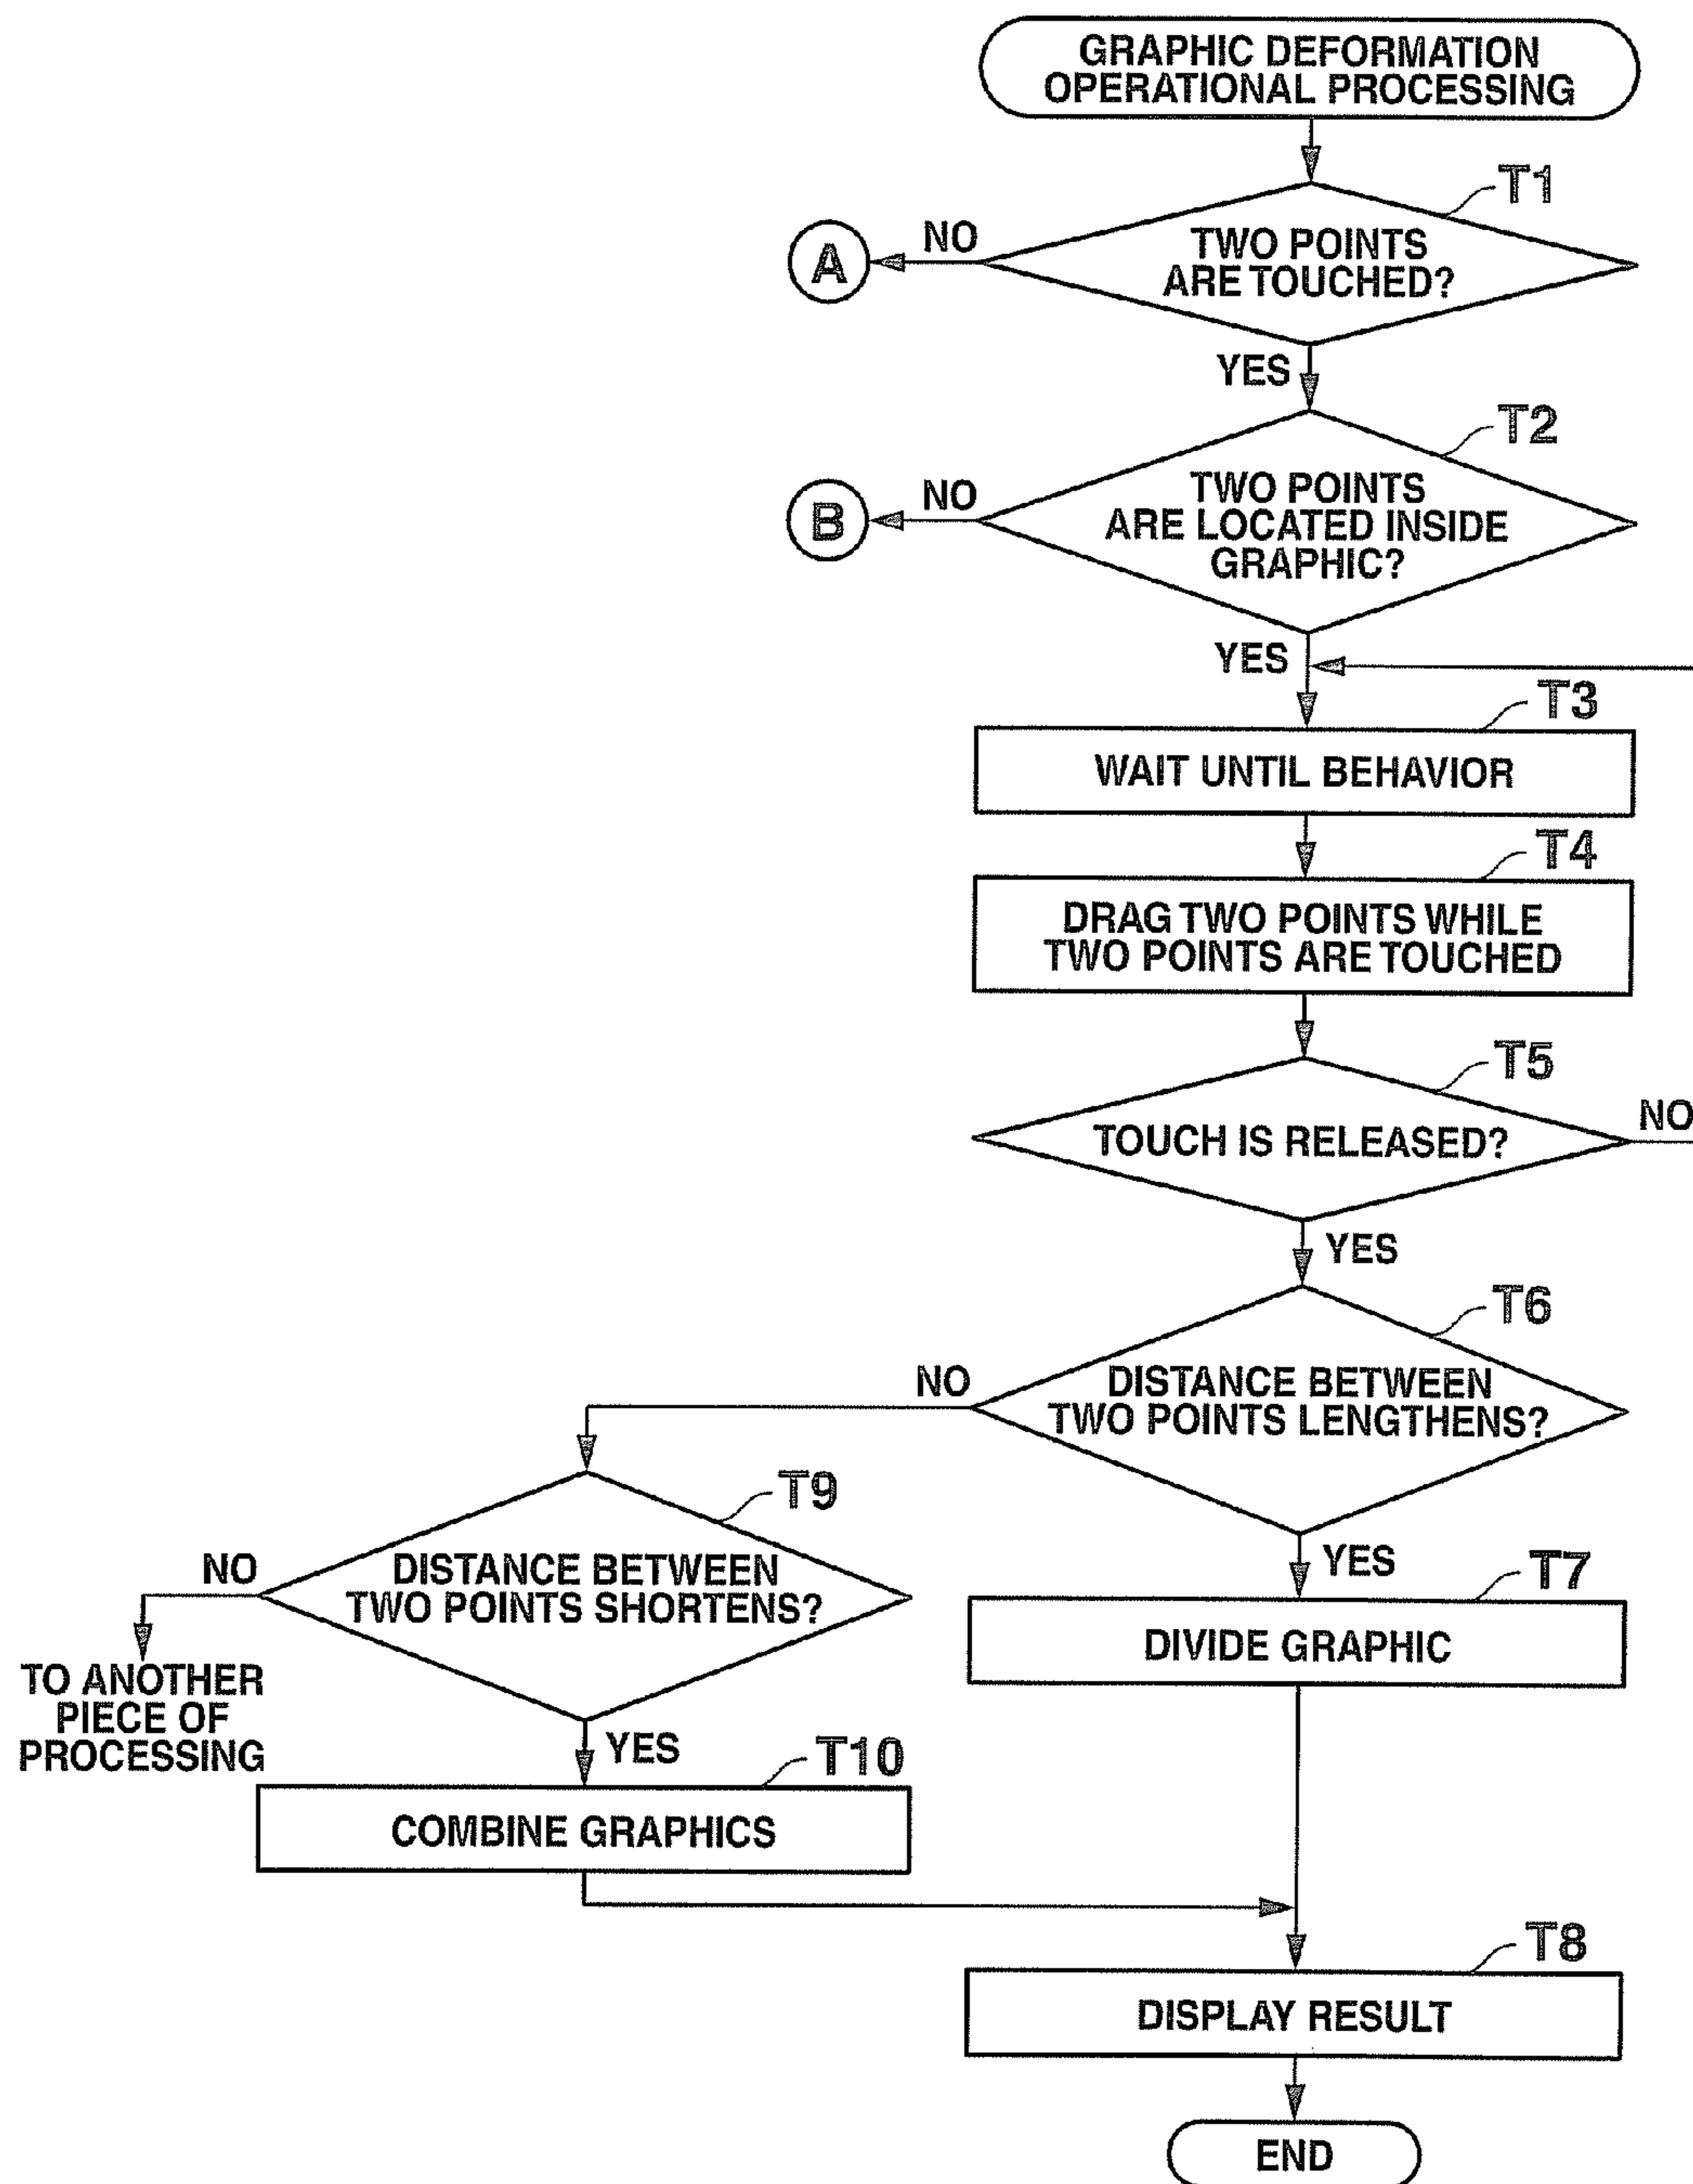 GRAPHIC DEFORMATION
OPERATIONAL PROCESSING
T1
TWO POINTS
ARE TOUCHED?
NO
A
YES
T2
TWO POINTS
ARE LOCATED INSIDE
GRAPHIC?
NO
B
YES
T3
WAIT UNTIL BEHAVIOR
T4
DRAG TWO POINTS WHILE
TWO POINTS ARE TOUCHED
T5
TOUCH IS RELEASED?
NO
YES
T6
DISTANCE BETWEEN
TWO POINTS LENGTHENS?
NO
YES
T9
DISTANCE BETWEEN
TWO POINTS SHORTENS?
NO
TO ANOTHER
PIECE OF
PROCESSING
YES
T7
DIVIDE GRAPHIC
T10
COMBINE GRAPHICS
T8
DISPLAY RESULT
END